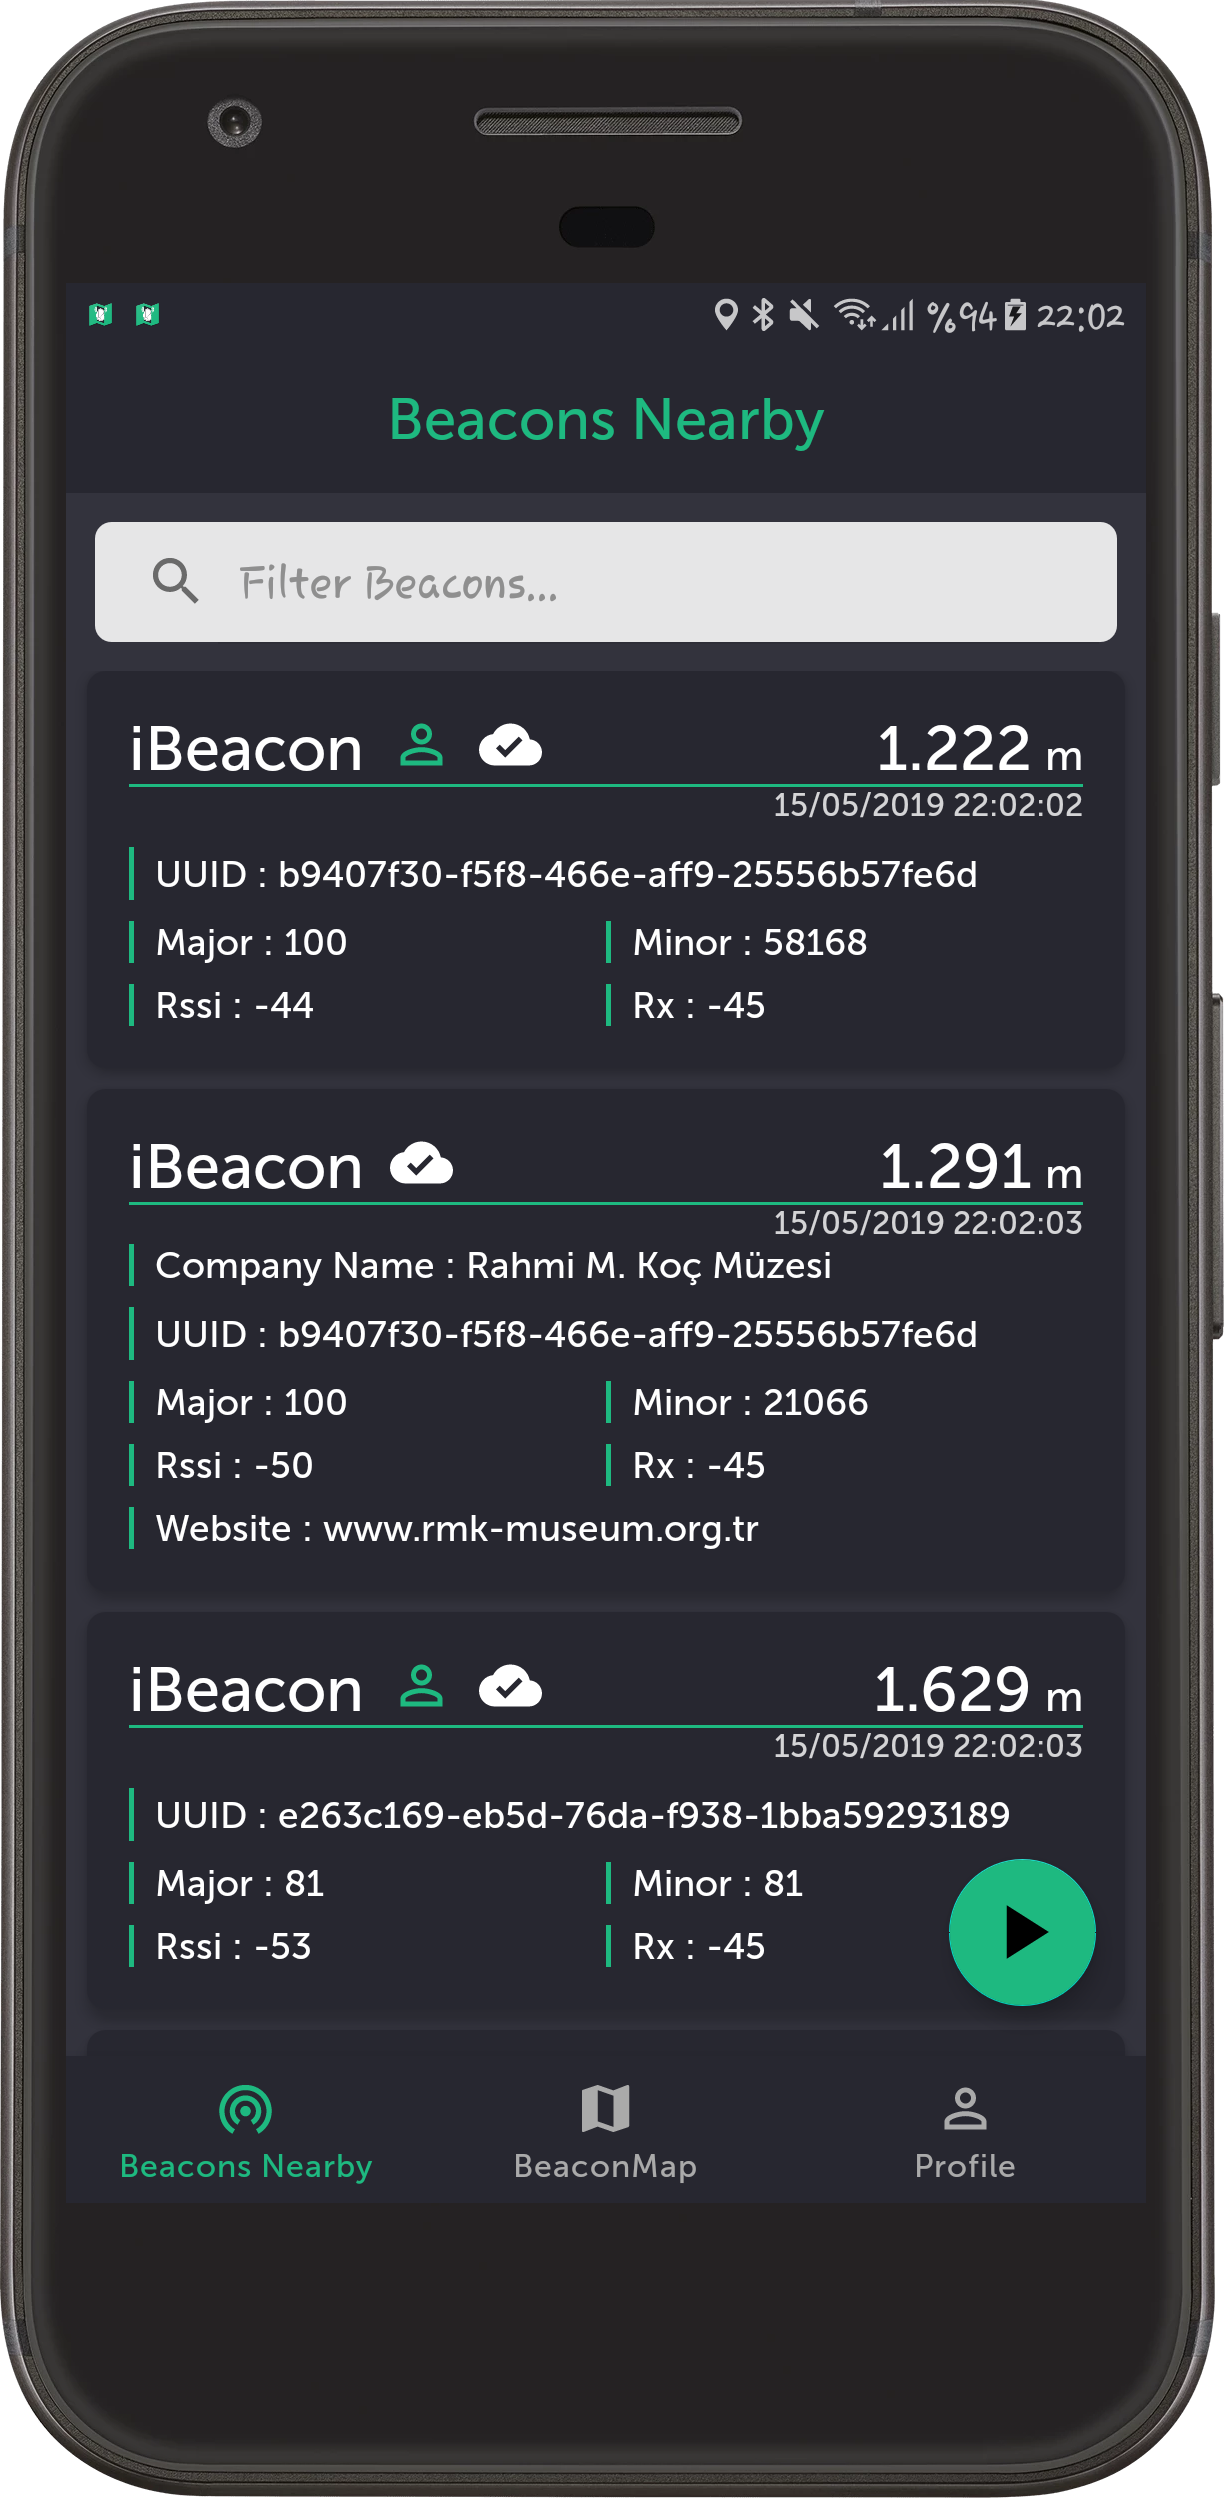 %94 22:02
Beacons Nearby
Filter Beacons...
iBeacon 1.222 m
15/05/2019 22:02:02
UUID : b9407f30-f5f8-466e-aff9-25556b57fe6d
Major : 100 Minor : 58168
Rssi : -44 Rx : -45
iBeacon 1.291 m
15/05/2019 22:02:03
Company Name : Rahmi M. Koç Müzesi
UUID : b9407f30-f5f8-466e-aff9-25556b57fe6d
Major : 100 Minor : 21066
Rssi : -50 Rx : -45
Website : www.rmk-museum.org.tr
iBeacon 1.629 m
15/05/2019 22:02:03
UUID : e263c169-eb5d-76da-f938-1bba59293189
Major : 81 Minor : 81
Rssi : -53 Rx : -45
Beacons Nearby BeaconMap Profile